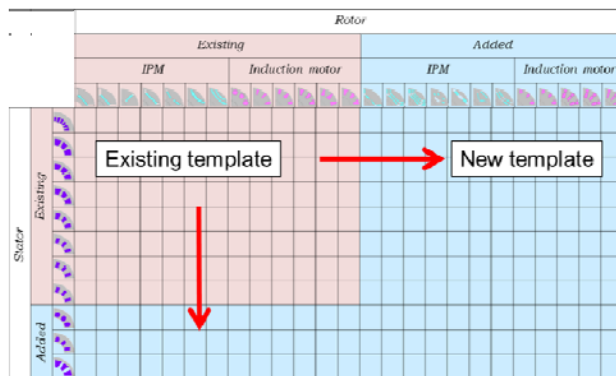 Rotor
Existing
Added
IPM
Induction motor
IPM
Induction motor
Existing template
New template
Stator
Existing
Added